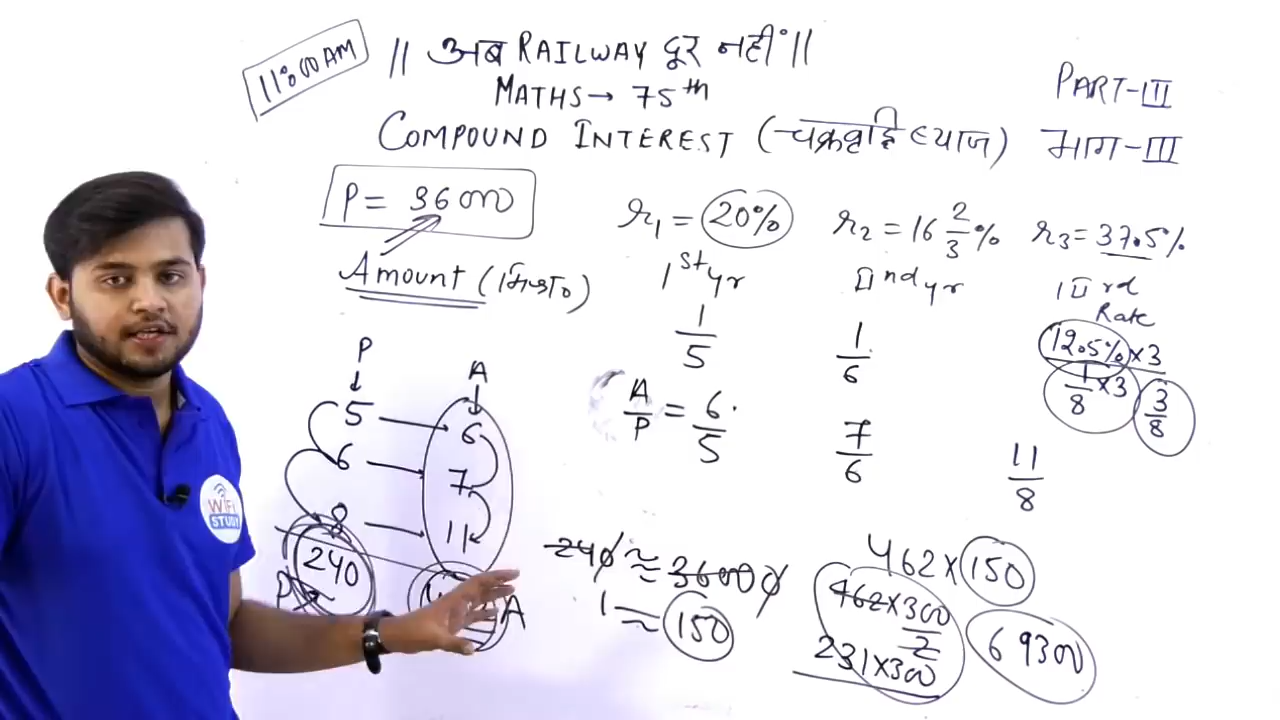 11:00 AM
|| अब RAILWAY दूर नहीं ||
MATHS → 75th
PART-III
COMPOUND INTEREST (चक्रवृद्धि ब्याज) भाग-III
P = 36000
r₁ = 20%
r₂ = 16 2/3 %
r₃ = 37.5%
Amount
1st yr
IInd yr
IIIrd
Rate
1/5
1/6
12.5% × 3
1/8 × 3
3/8
P
A
5 → 6
6 → 7
8 → 11
240
P
A
A/P = 6/5
7/6
11/8
240 ≈ 36000
1 ≈ 150
462 × 150
462 × 300
2
231 × 300
69300
WiFi
STUDY